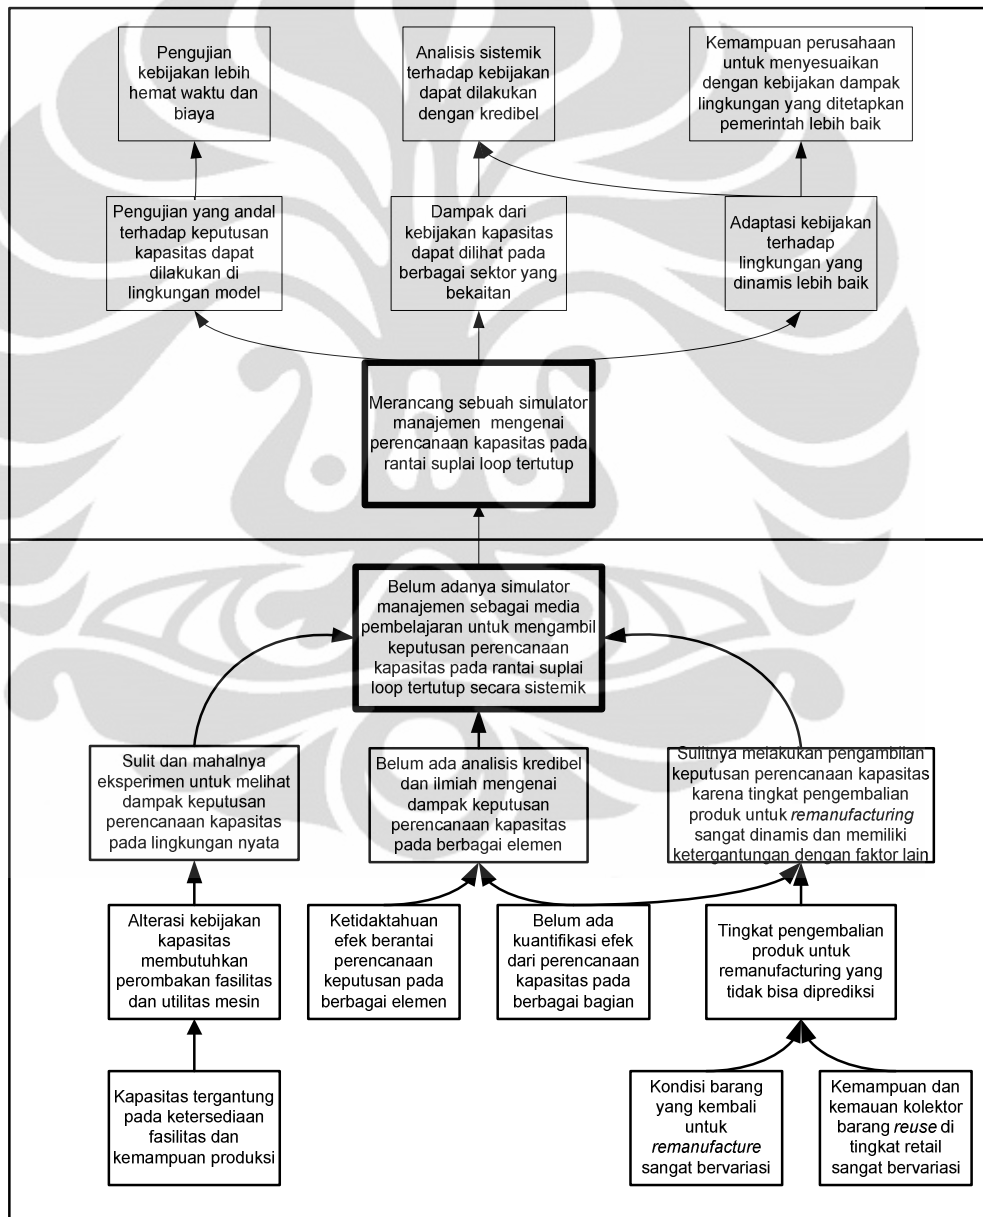 Pengujian
kebijakan lebih
hemat waktu dan
biaya
Analisis sistemik
terhadap kebijakan
dapat dilakukan
dengan kredibel
Kemampuan perusahaan
untuk menyesuaikan
dengan kebijakan dampak
lingkungan yang ditetapkan
pemerintah lebih baik
Pengujian yang andal
terhadap keputusan
kapasitas dapat
dilakukan di
lingkungan model
Dampak dari
kebijakan kapasitas
dapat dilihat pada
berbagai sektor yang
bekaitan
Adaptasi kebijakan
terhadap
lingkungan yang
dinamis lebih baik
Merancang sebuah simulator
manajemen mengenai
perencanaan kapasitas pada
rantai suplai loop tertutup
Belum adanya simulator
manajemen sebagai media
pembelajaran untuk mengambil
keputusan perencanaan
kapasitas pada rantai suplai
loop tertutup secara sistemik
Sulit dan mahalnya
eksperimen untuk melihat
dampak keputusan
perencanaan kapasitas
pada lingkungan nyata
Belum ada analisis kredibel
dan ilmiah mengenai
dampak keputusan
perencanaan kapasitas
pada berbagai elemen
Sulitnya melakukan pengambilan
keputusan perencanaan kapasitas
karena tingkat pengembalian
produk untuk remanufacturing
sangat dinamis dan memiliki
ketergantungan dengan faktor lain
Alterasi kebijakan
kapasitas
membutuhkan
perombakan fasilitas
dan utilitas mesin
Ketidaktahuan
efek berantai
perencanaan
keputusan pada
berbagai elemen
Belum ada
kuantifikasi efek
dari perencanaan
kapasitas pada
berbagai bagian
Tingkat pengembalian
produk untuk
remanufacturing yang
tidak bisa diprediksi
Kapasitas tergantung
pada ketersediaan
fasilitas dan
kemampuan produksi
Kondisi barang
yang kembali
untuk
remanufacture
sangat bervariasi
Kemampuan dan
kemauan kolektor
barang reuse di
tingkat retail
sangat bervariasi